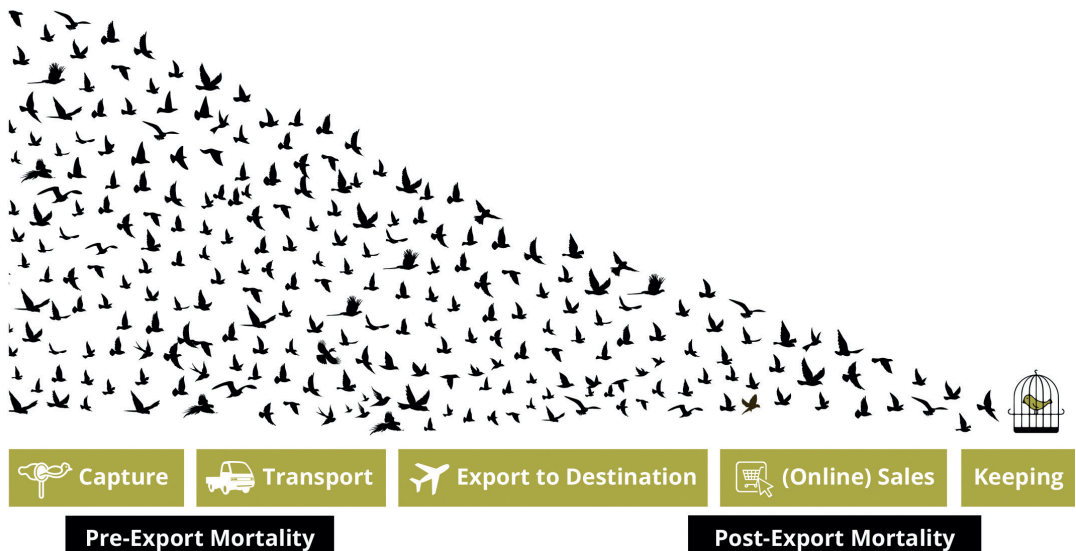 Capture
Transport
Export to Destination
(Online) Sales
Keeping
Pre-Export Mortality
Post-Export Mortality